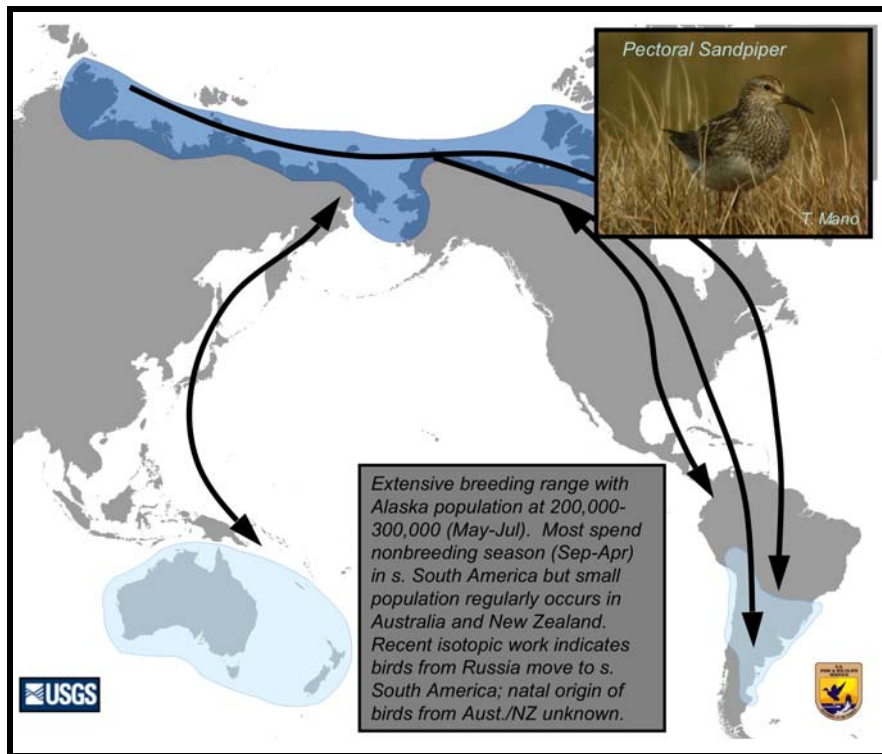 Pectoral Sandpiper
T. Mano
Extensive breeding range with
Alaska population at 200,000-
300,000 (May-Jul). Most spend
nonbreeding season (Sep-Apr)
in s. South America but small
population regularly occurs in
Australia and New Zealand.
Recent isotopic work indicates
birds from Russia move to s.
South America; natal origin of
birds from Aust./NZ unknown.
USGS